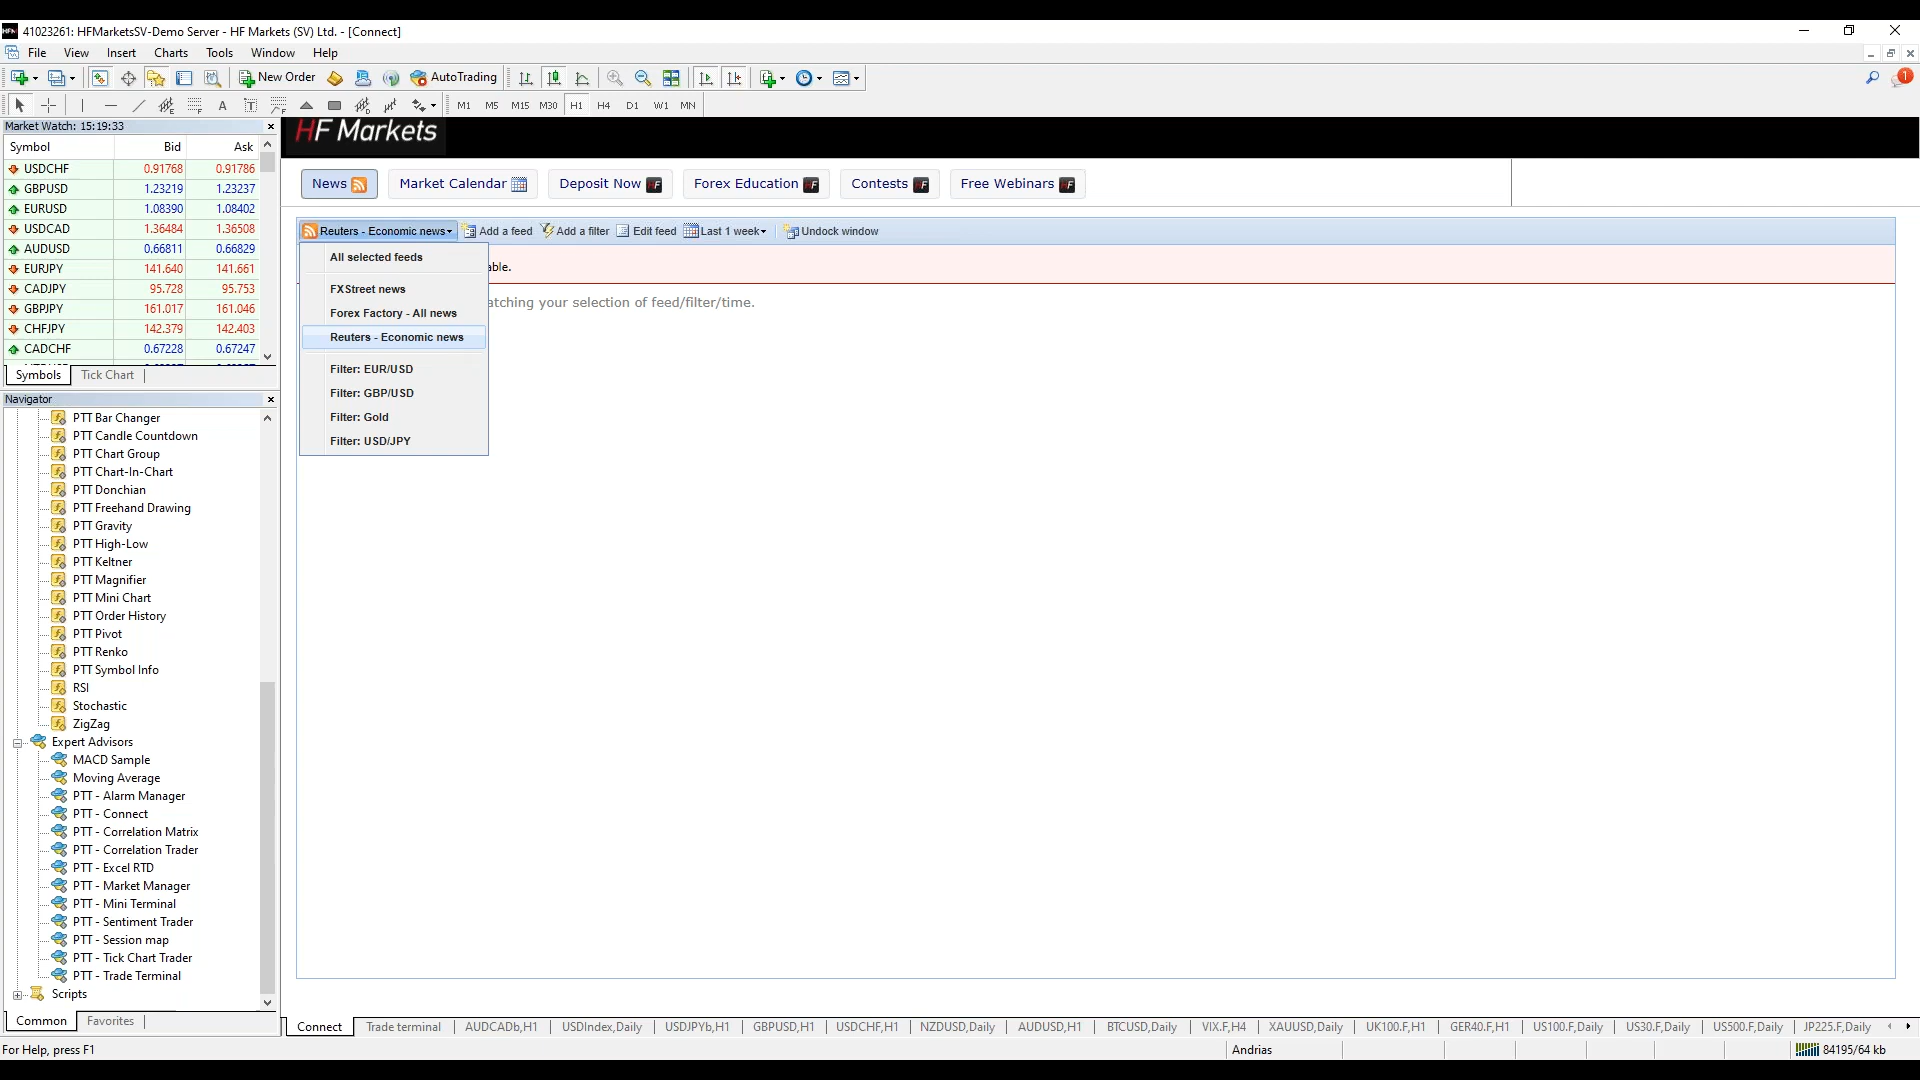 41023261: HFMarketsSV-Demo Server - HF Markets (SV) Ltd. - [Connect]
File View Insert Charts Tools Window Help
New Order AutoTrading 1
A T M1 M5 M15 M30 H1 H4 D1 W1 MN
Market Watch: 15:19:33
Symbol Bid Ask
USDCHF 0.91768 0.91786
GBPUSD 1.23219 1.23237
EURUSD 1.08390 1.08402
USDCAD 1.36484 1.36508
AUDUSD 0.66811 0.66829
EURJPY 141.640 141.661
CADJPY 95.728 95.753
GBPJPY 161.017 161.046
CHFJPY 142.379 142.403
CADCHF 0.67228 0.67247
Symbols Tick Chart
Navigator
PTT Bar Changer
PTT Candle Countdown
PTT Chart Group
PTT Chart-In-Chart
PTT Donchian
PTT Freehand Drawing
PTT Gravity
PTT High-Low
PTT Keltner
PTT Magnifier
PTT Mini Chart
PTT Order History
PTT Pivot
PTT Renko
PTT Symbol Info
RSI
Stochastic
ZigZag
Expert Advisors
MACD Sample
Moving Average
PTT - Alarm Manager
PTT - Connect
PTT - Correlation Matrix
PTT - Correlation Trader
PTT - Excel RTD
PTT - Market Manager
PTT - Mini Terminal
PTT - Sentiment Trader
PTT - Session map
PTT - Tick Chart Trader
PTT - Trade Terminal
Scripts
Common Favorites
HF Markets
News Market Calendar Deposit Now HF Forex Education HF Contests HF Free Webinars HF
Reuters - Economic news Add a feed Add a filter Edit feed Last 1 week Undock window
able.
atching your selection of feed/filter/time.
All selected feeds
FXStreet news
Forex Factory - All news
Reuters - Economic news
Filter: EUR/USD
Filter: GBP/USD
Filter: Gold
Filter: USD/JPY
Connect Trade terminal AUDCADb,H1 USDIndex,Daily USDJPYb,H1 GBPUSD,H1 USDCHF,H1 NZDUSD,Daily AUDUSD,H1 BTCUSD,Daily VIX.F,H4 XAUUSD,Daily UK100.F,H1 GER40.F,H1 US100.F,Daily US30.F,Daily US500.F,Daily JP225.F,Daily
For Help, press F1 Andrias 84195/64 kb